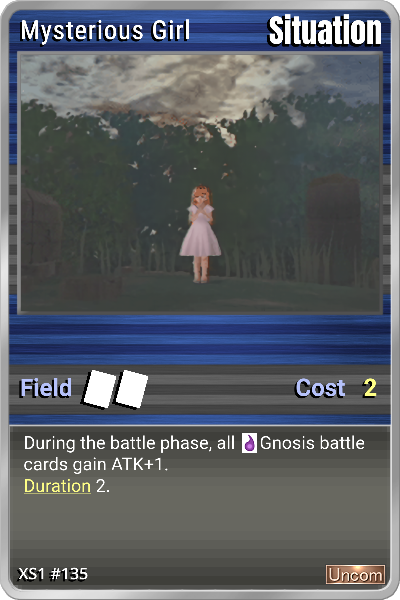 Mysterious Girl
Situation
Field
Cost 2
During the battle phase, all Gnosis battle
cards gain ATK+1.
Duration 2.
XS1 #135
Uncom